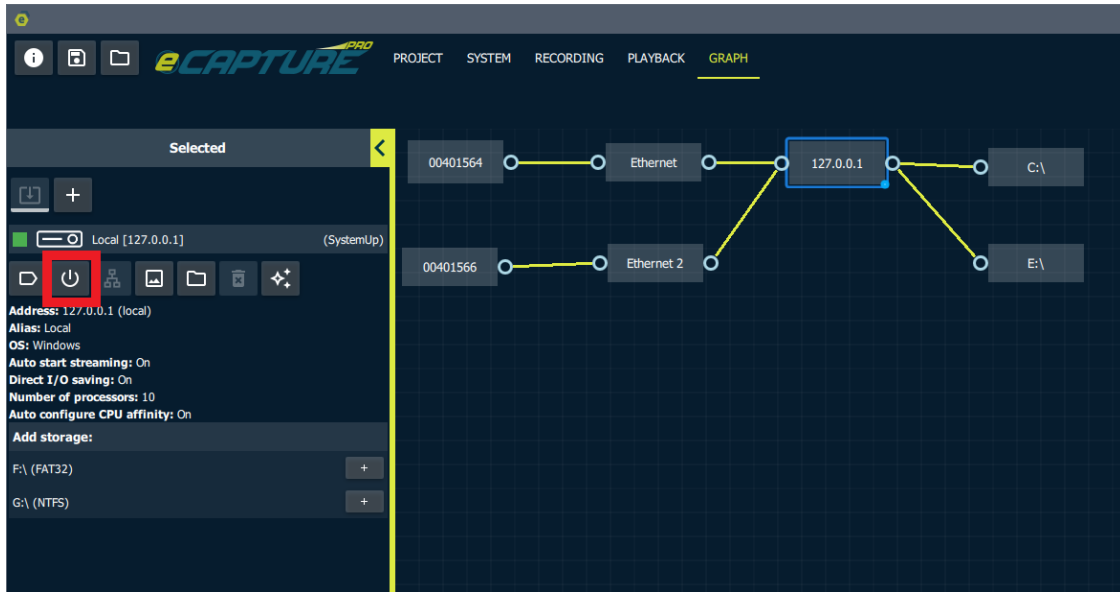 eCAPTURE PRO
PROJECT SYSTEM RECORDING PLAYBACK GRAPH
Selected
Local [127.0.0.1] (SystemUp)
Address: 127.0.0.1 (local)
Alias: Local
OS: Windows
Auto start streaming: On
Direct I/O saving: On
Number of processors: 10
Auto configure CPU affinity: On
Add storage:
F:\ (FAT32) +
G:\ (NTFS) +
00401564 Ethernet 127.0.0.1 C:\
00401566 Ethernet 2 E:\